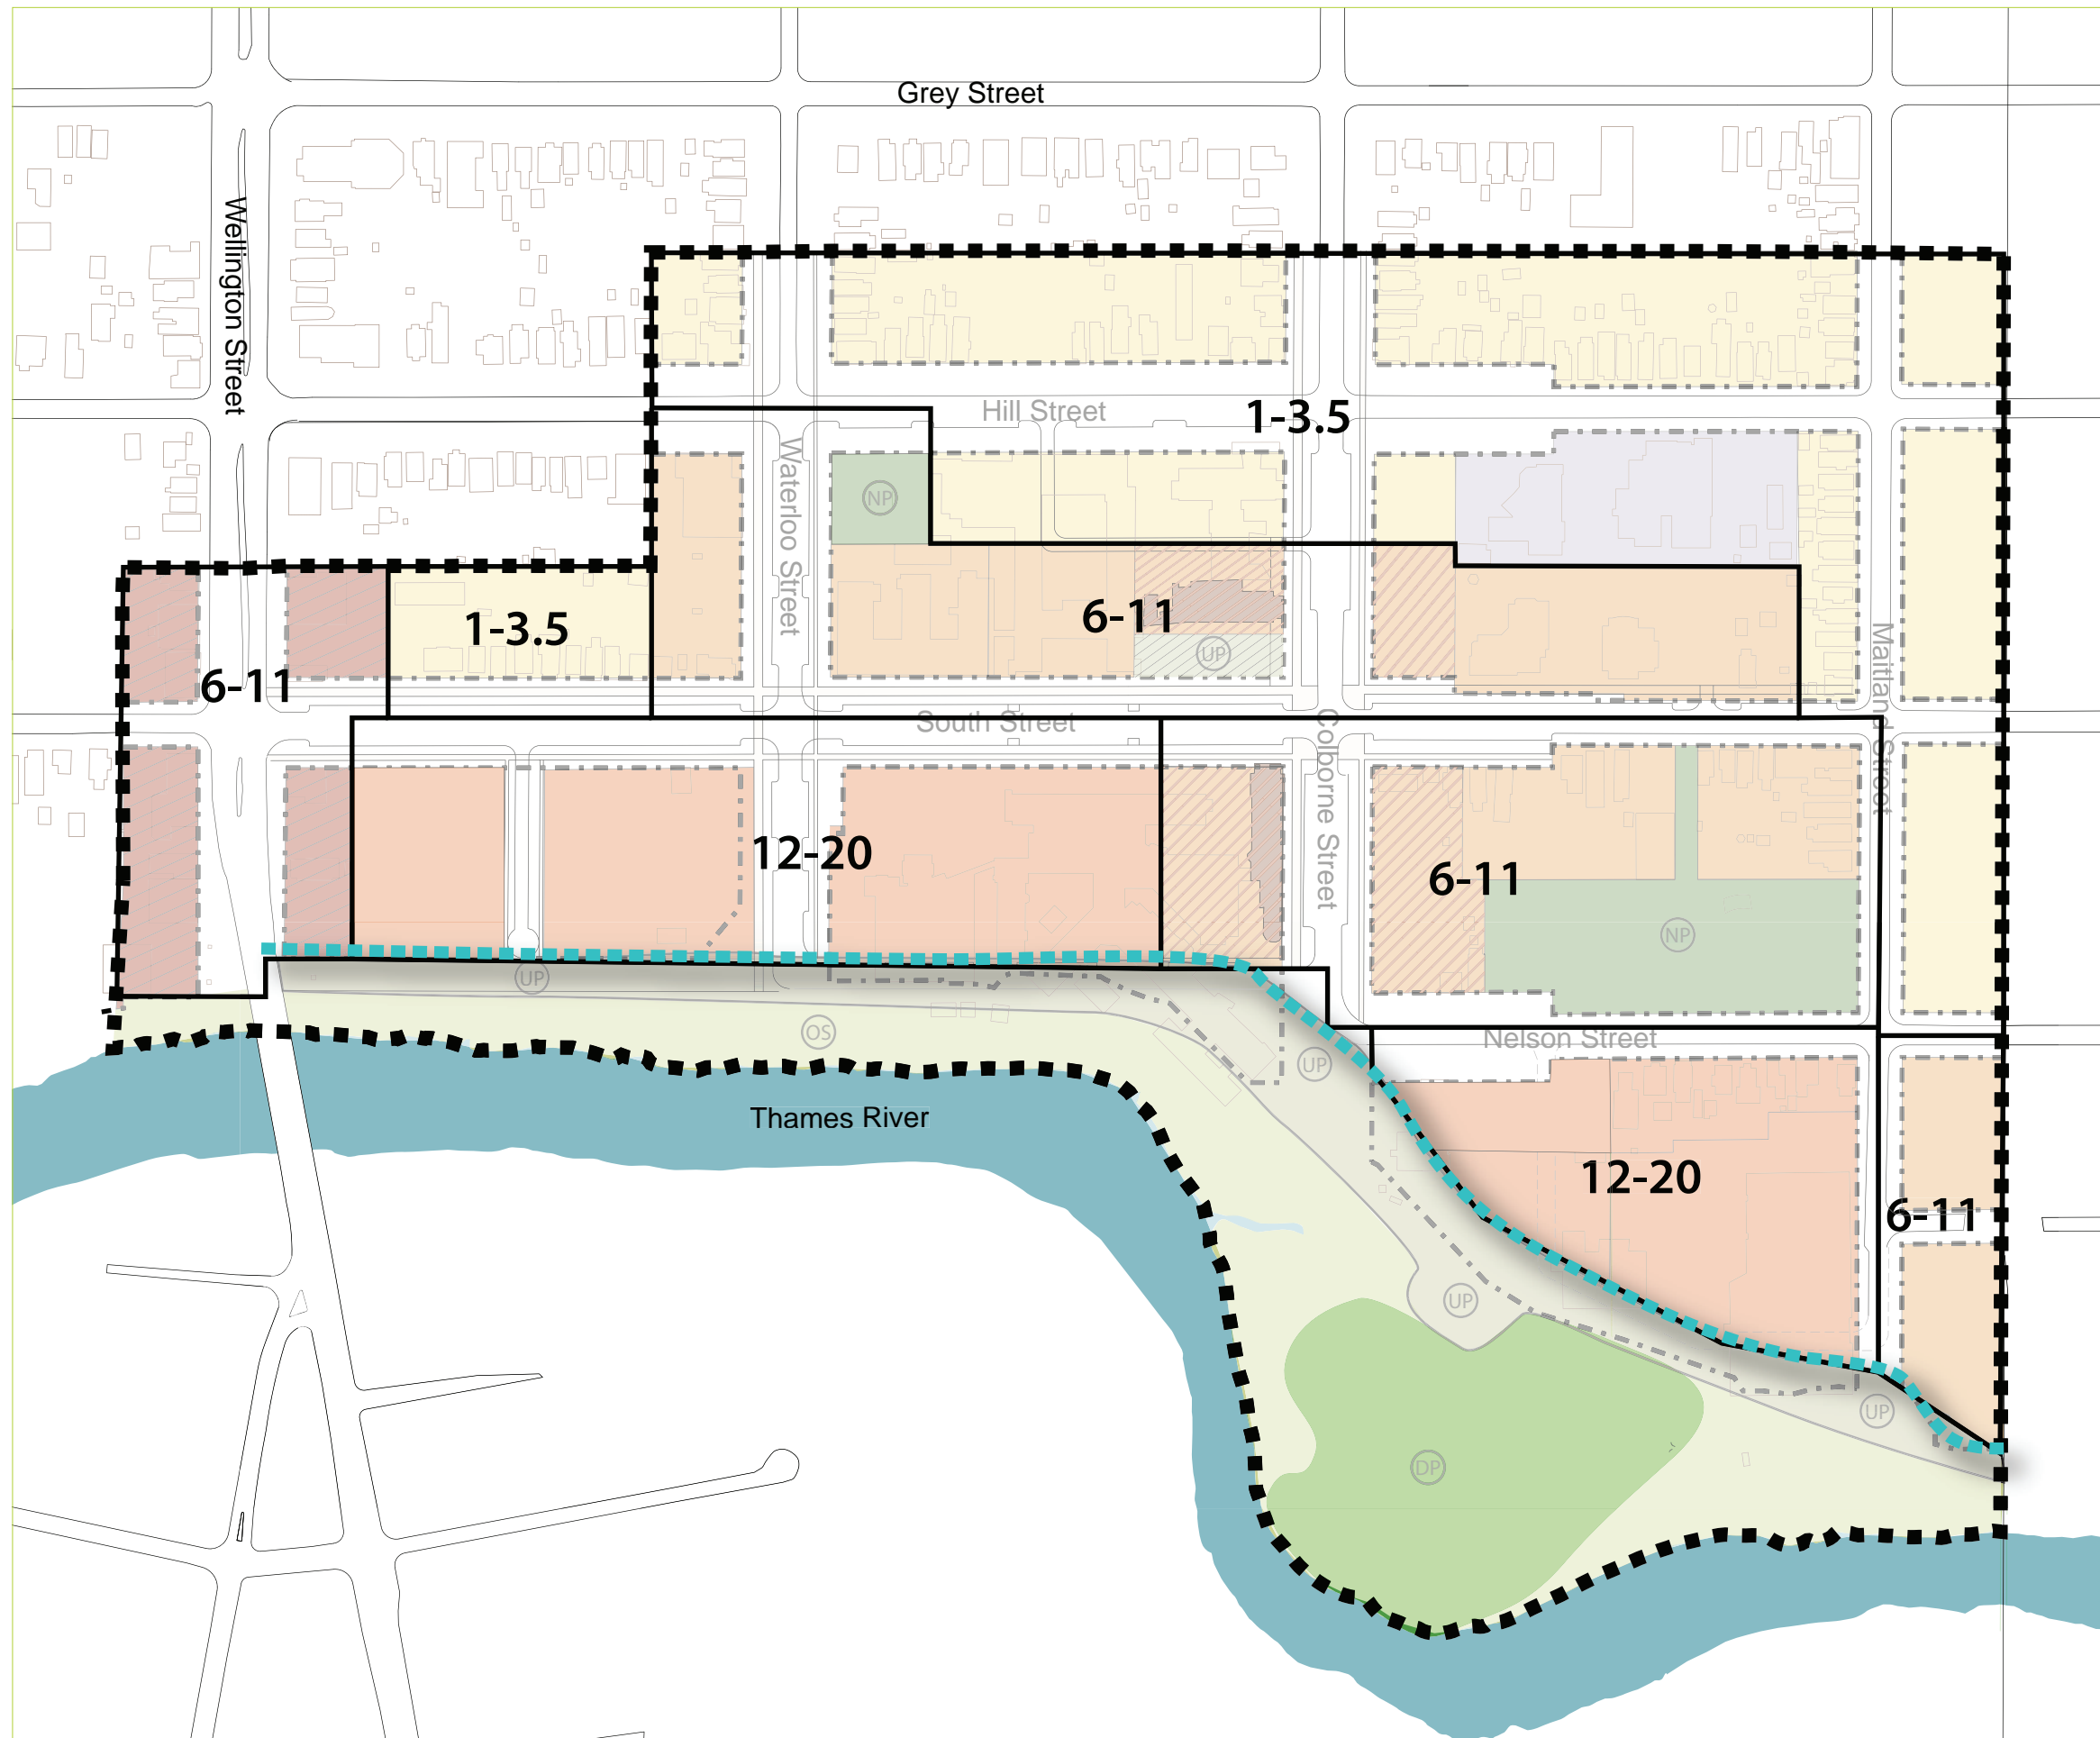 Grey Street
Wellington Street
Hill Street
1-3.5
Waterloo Street
NP
1-3.5
6-11
UP
6-11
Maitland Street
South Street
Colborne Street
12-20
6-11
NP
UP
OS
Nelson Street
UP
Thames River
12-20
6-11
UP
UP
DP